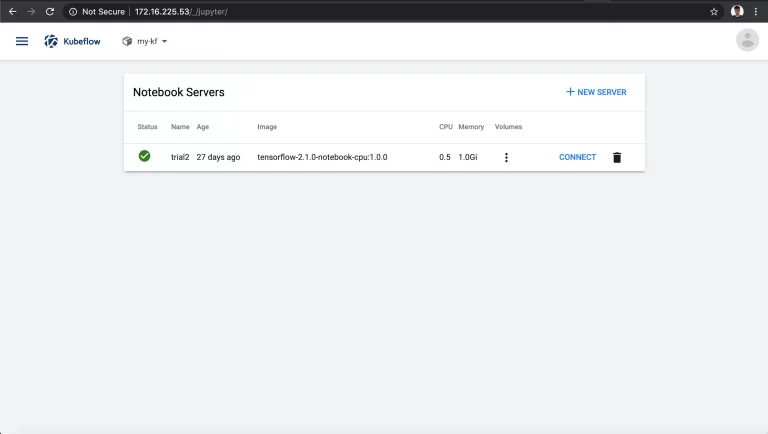 Not Secure | 172.16.225.53/_/jupyter/
Kubeflow my-kf
Notebook Servers + NEW SERVER
Status Name Age Image CPU Memory Volumes
trial2 27 days ago tensorflow-2.1.0-notebook-cpu:1.0.0 0.5 1.0Gi CONNECT